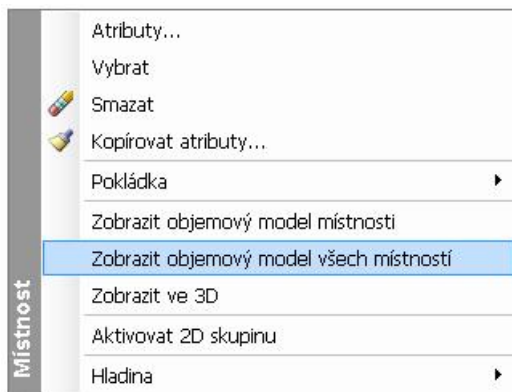 Atributy...
Vybrat
Smazat
Kopírovat atributy...
Pokládka
Zobrazit objemový model místnosti
Zobrazit objemový model všech místností
Zobrazit ve 3D
Aktivovat 2D skupinu
Hladina
Místnost